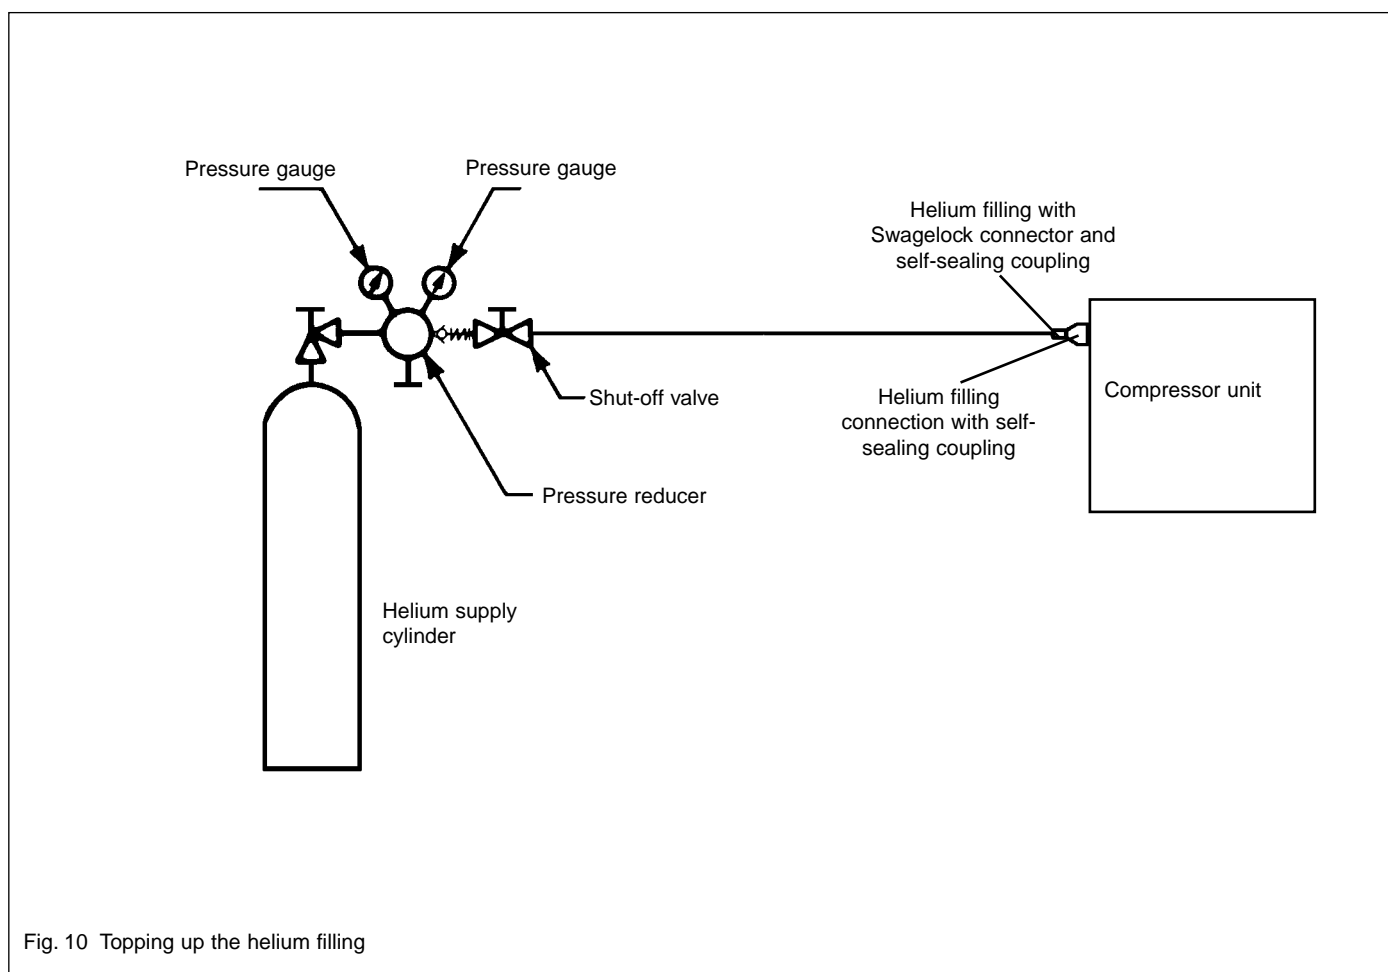 Pressure gauge
Pressure gauge
Helium filling with
Swagelock connector and
self-sealing coupling
Shut-off valve
Helium filling
connection with self-
sealing coupling
Compressor unit
Pressure reducer
Helium supply
cylinder
Fig. 10 Topping up the helium filling